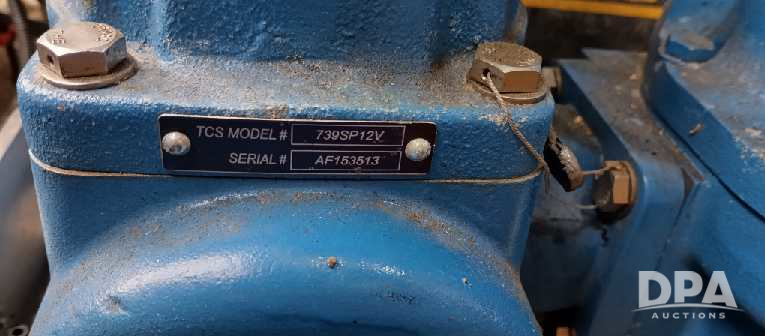 TCS MODEL # 739SP12V
SERIAL # AF153513
DPA
AUCTIONS